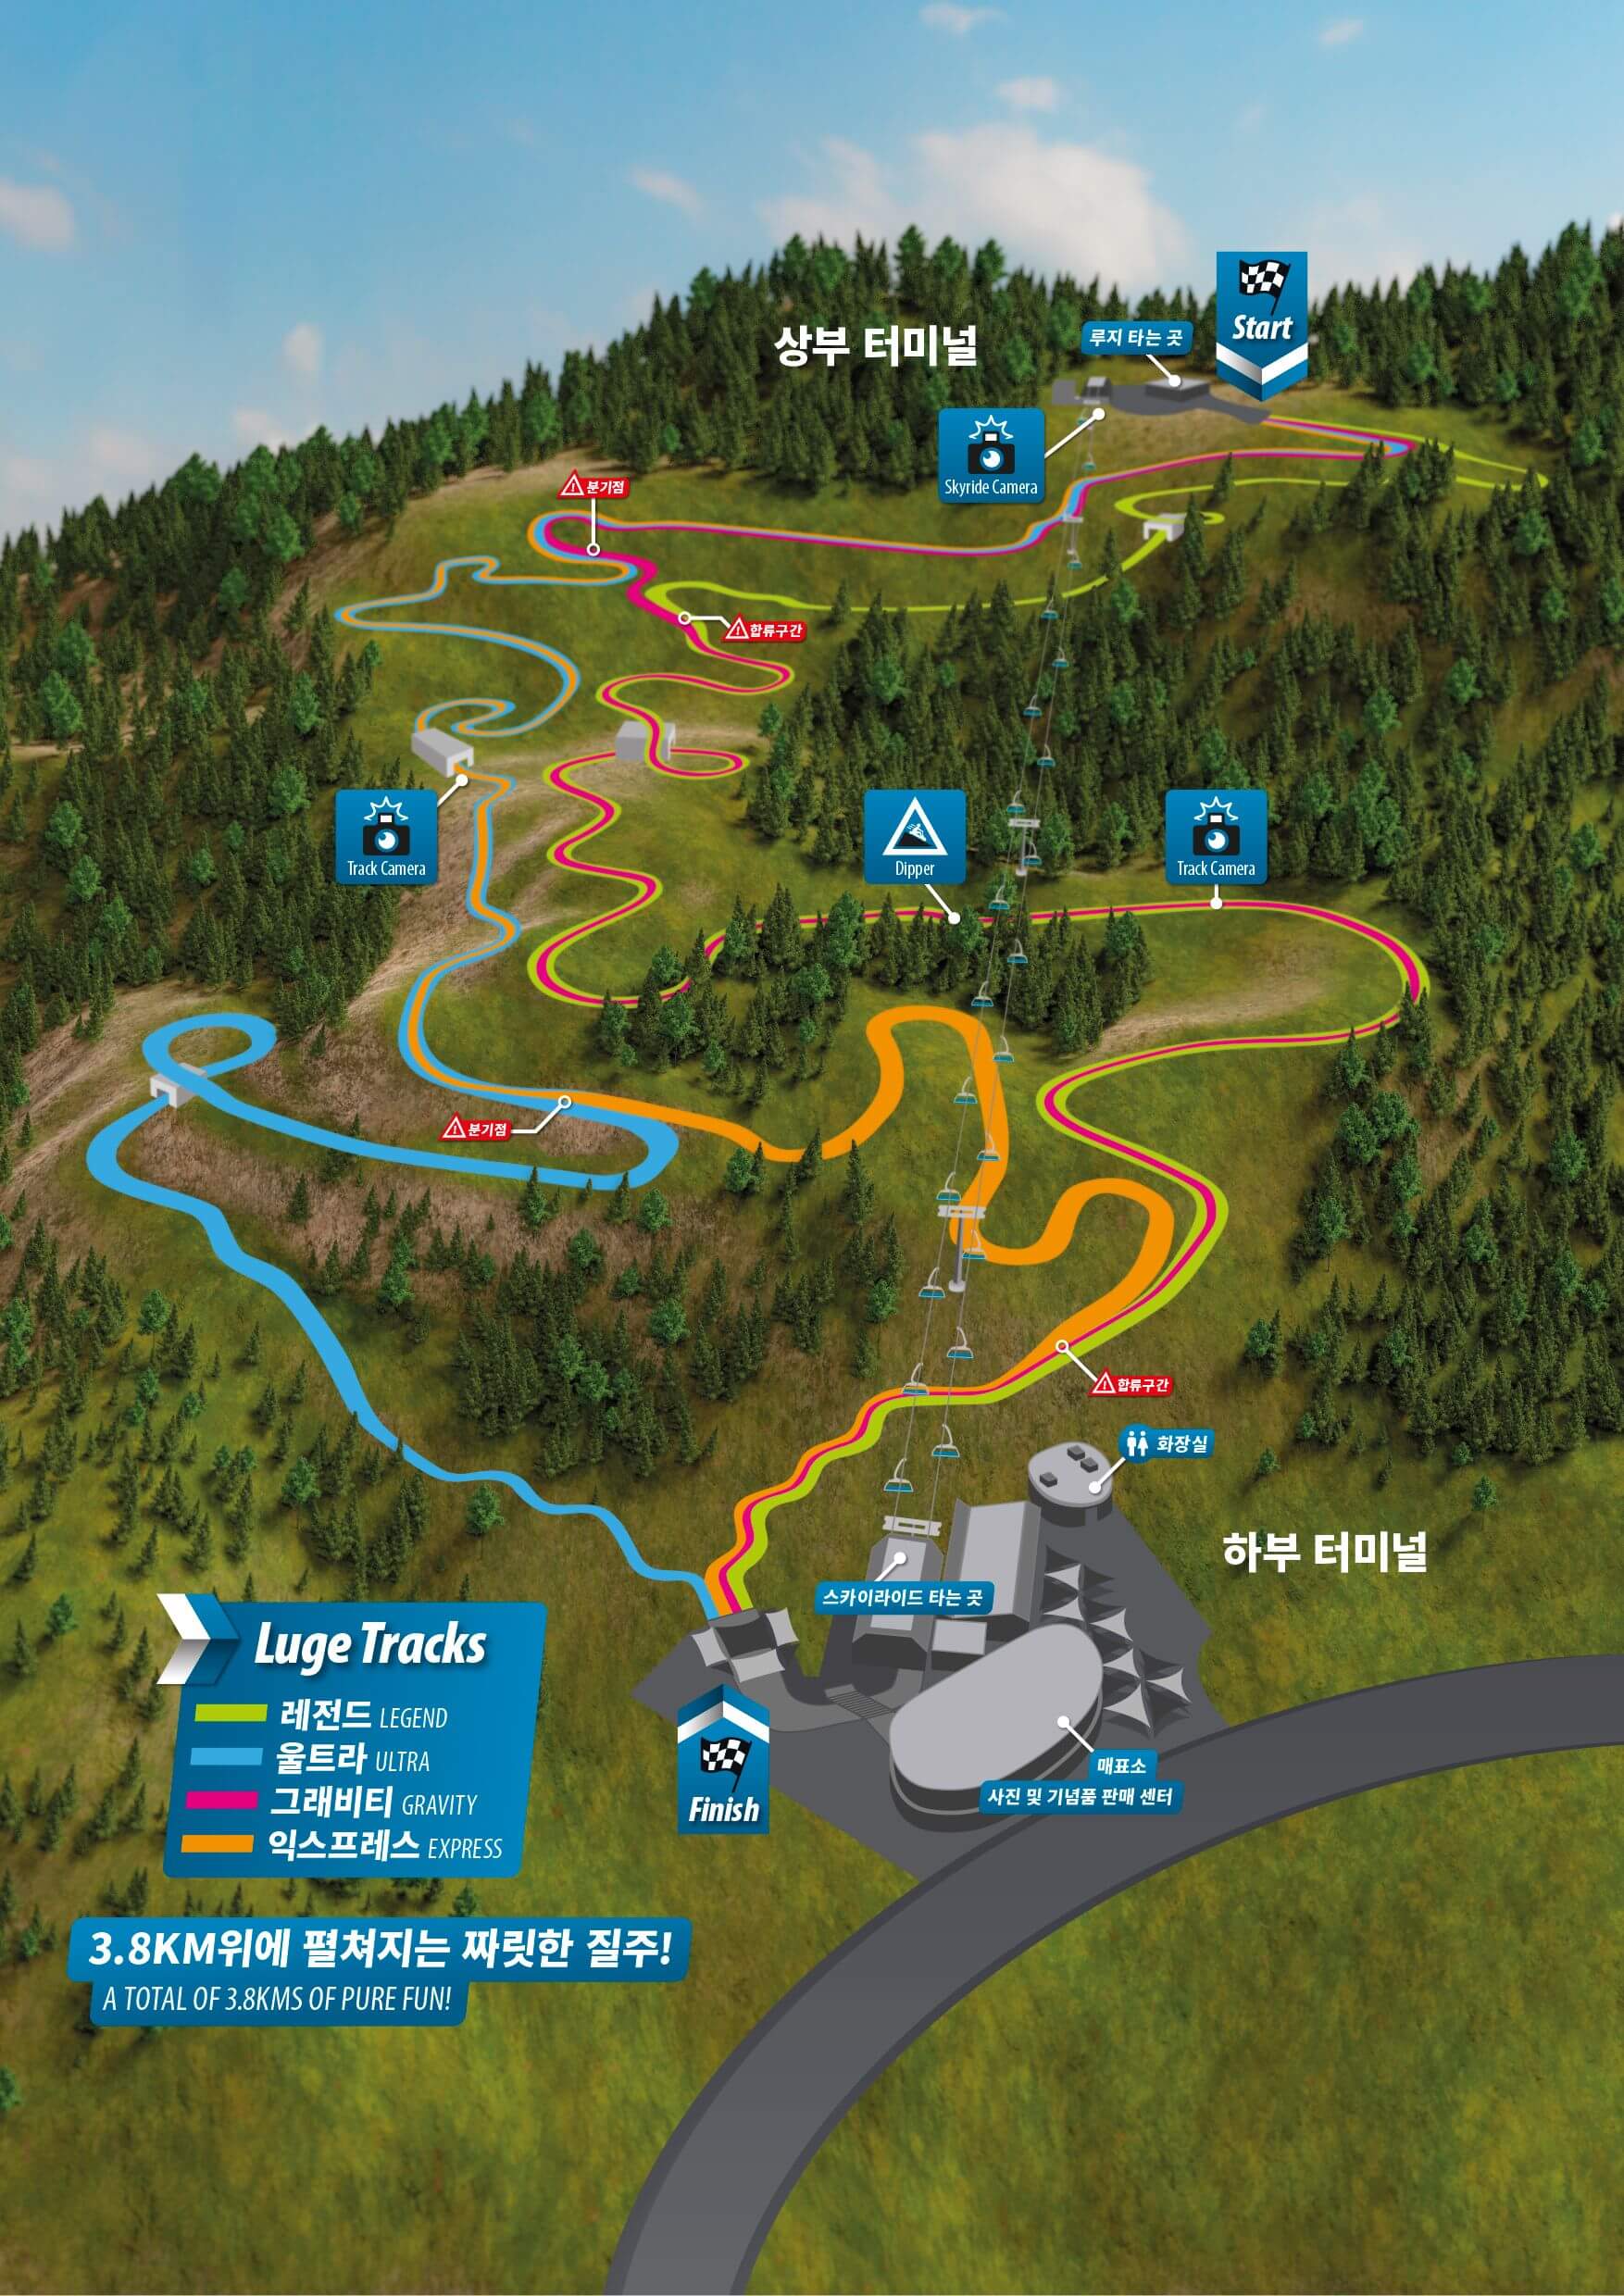 Start
상부 터미널
루지 타는 곳
Skyride Camera
분기점
합류구간
Track Camera
Dipper
Track Camera
분기점
합류구간
화장실
하부 터미널
스카이라이드 타는 곳
Luge Tracks
레전드 LEGEND
울트라 ULTRA
그래비티 GRAVITY
익스프레스 EXPRESS
Finish
매표소
사진 및 기념품 판매 센터
3.8KM위에 펼쳐지는 짜릿한 질주!
A TOTAL OF 3.8KMS OF PURE FUN!